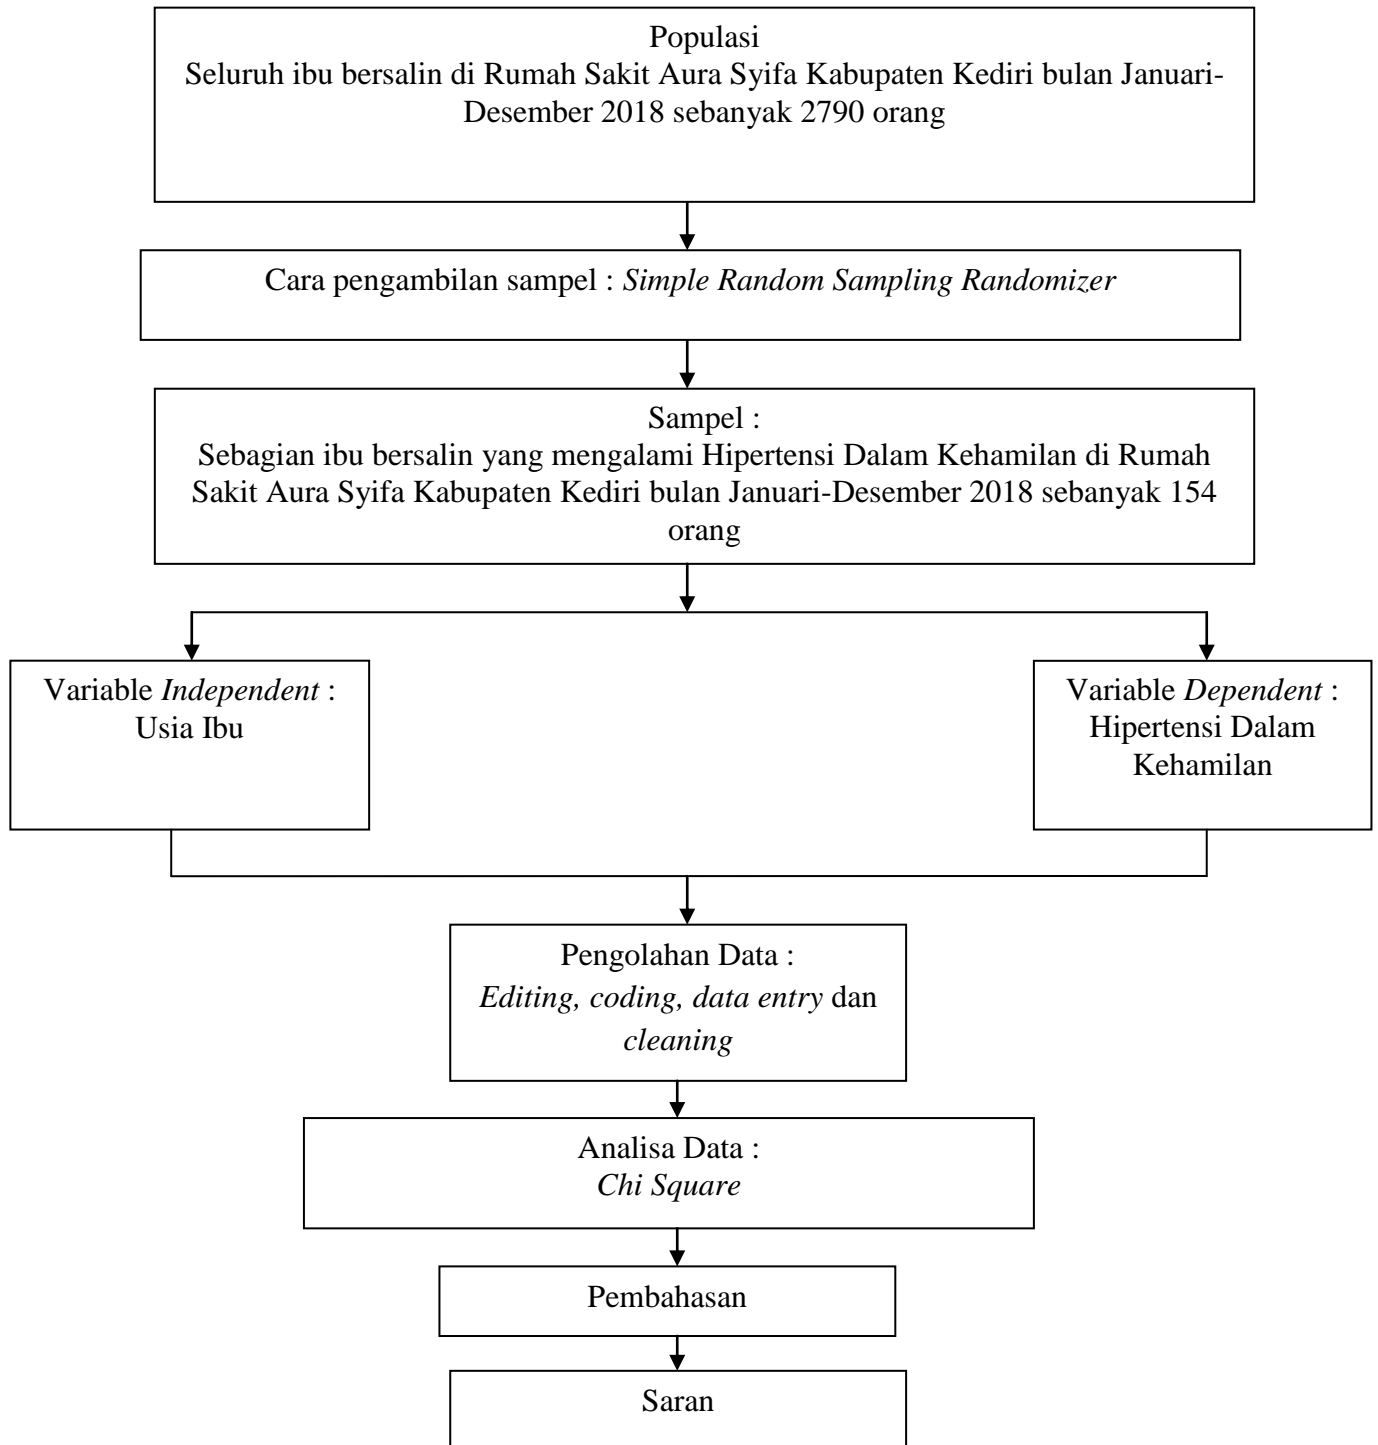 Populasi
Seluruh ibu bersalin di Rumah Sakit Aura Syifa Kabupaten Kediri bulan Januari-
Desember 2018 sebanyak 2790 orang
Cara pengambilan sampel : Simple Random Sampling Randomizer
Sampel :
Sebagian ibu bersalin yang mengalami Hipertensi Dalam Kehamilan di Rumah
Sakit Aura Syifa Kabupaten Kediri bulan Januari-Desember 2018 sebanyak 154
orang
Variable Independent :
Usia Ibu
Variable Dependent :
Hipertensi Dalam
Kehamilan
Pengolahan Data :
Editing, coding, data entry dan
cleaning
Analisa Data :
Chi Square
Pembahasan
Saran